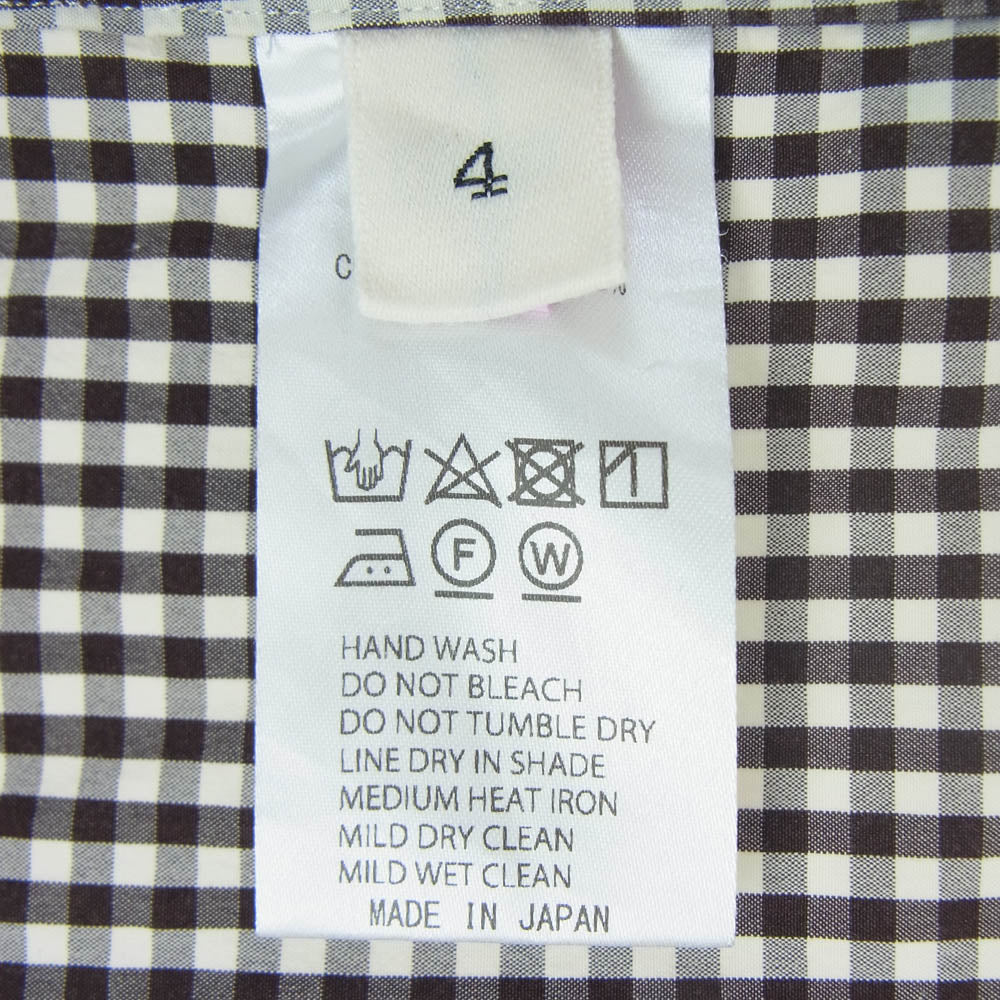 4
C %
F W
HAND WASH
DO NOT BLEACH
DO NOT TUMBLE DRY
LINE DRY IN SHADE
MEDIUM HEAT IRON
MILD DRY CLEAN
MILD WET CLEAN
MADE IN JAPAN